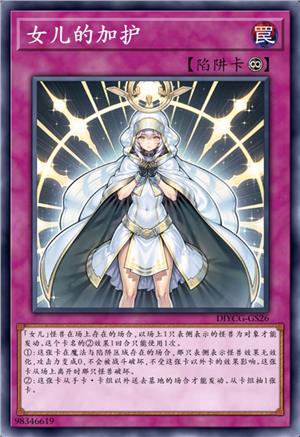 女儿的加护
罠
【陷阱卡∞】
DIYCG-GS26
「女儿」怪兽在场上存在的场合,以场上1只表侧表示的怪兽为对象才能
发动。这个卡名的②效果1回合只能使用1次。
①:这张卡在魔法与陷阱区域存在的场合,那只表侧表示怪兽效果无效
化,攻击力变成0,不会被战斗破坏,不受这张卡以外的卡的效果影响。这张
卡从场上离开时那只怪兽回持有者卡组。
②:这张卡从手卡·卡组以外送去墓地的场合才能发动。从卡组抽1张
卡。
98346619